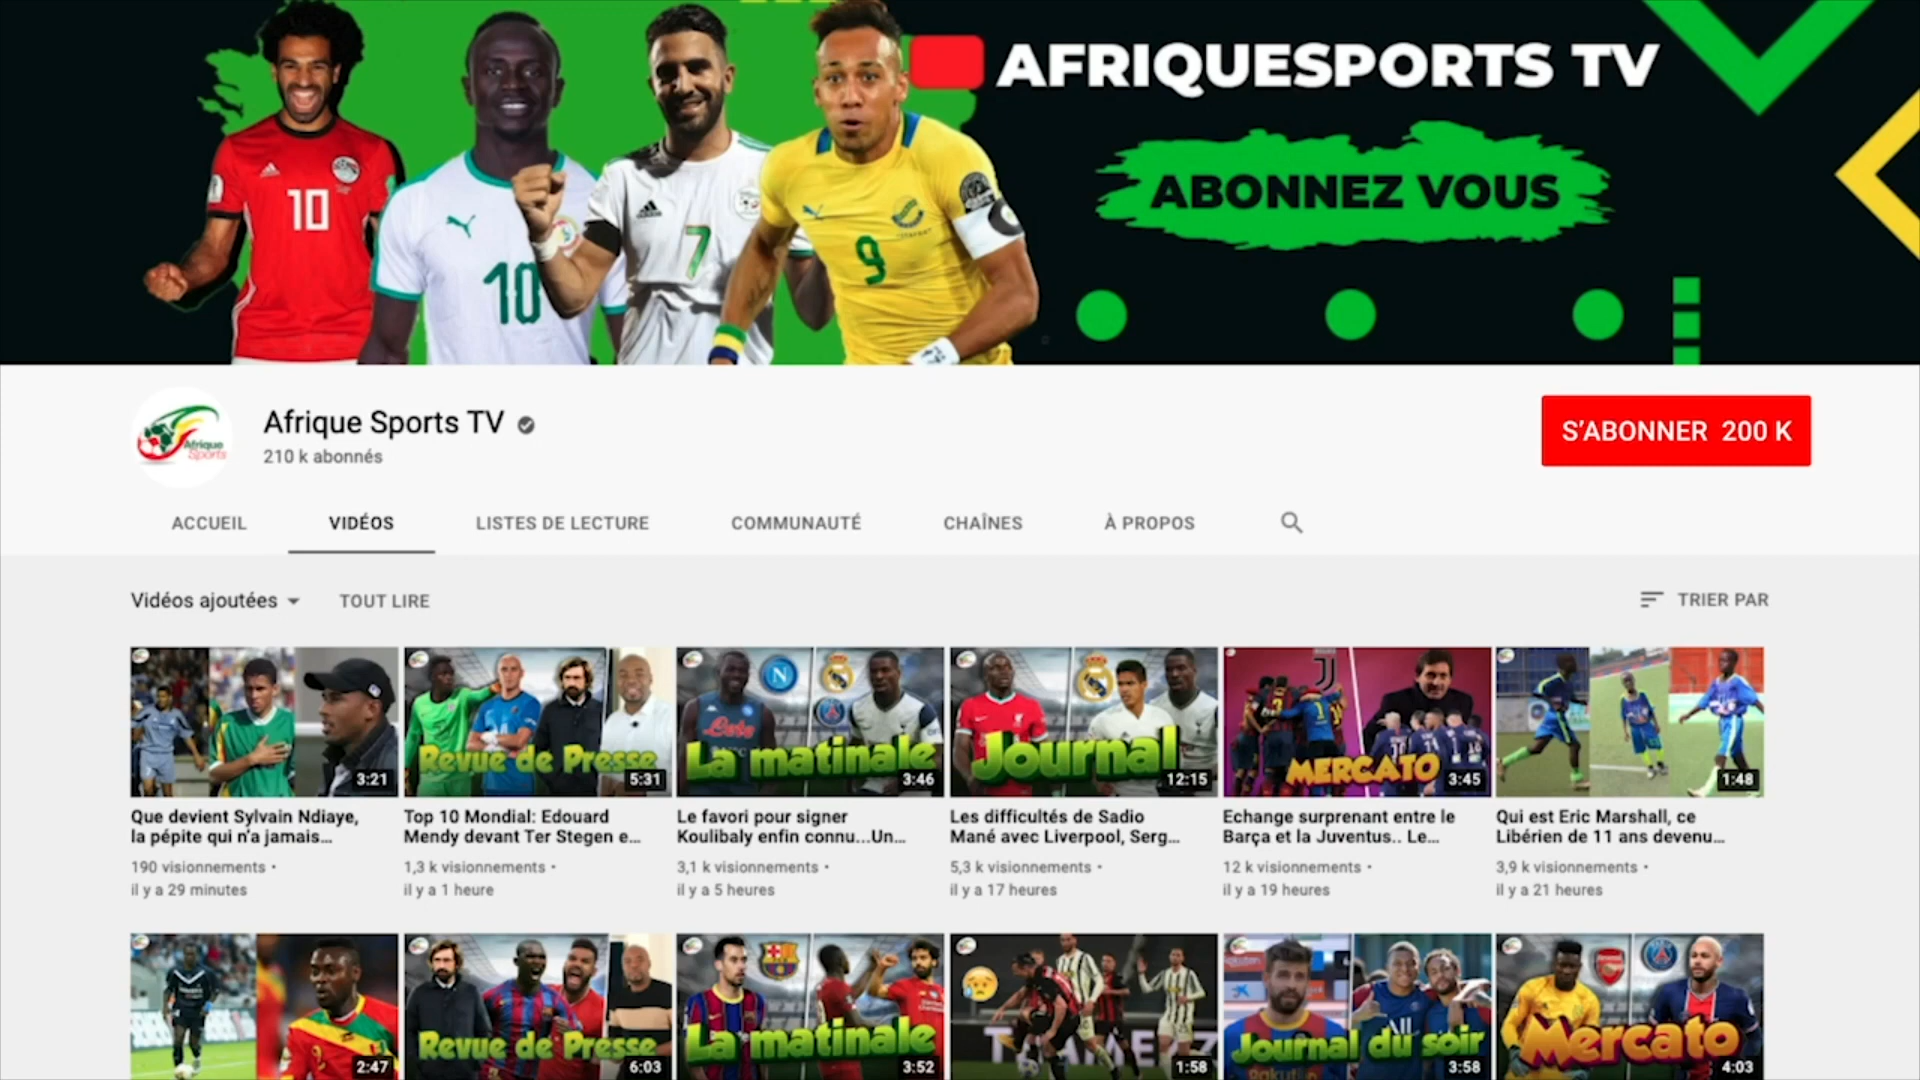 AFRIQUESPORTS TV
ABONNEZ VOUS
10
10
7
9
Afrique Sports TV
210 k abonnés
Afrique
Sports
S'ABONNER 200 K
ACCUEIL
VIDÉOS
LISTES DE LECTURE
COMMUNAUTÉ
CHAÎNES
À PROPOS
Vidéos ajoutées
TOUT LIRE
TRIER PAR
3:21
Revue de Presse
5:31
La matinale
3:46
Journal
12:15
MERCATO
3:45
1:48
Que devient Sylvain Ndiaye,
la pépite qui n'a jamais...
190 visionnements •
il y a 29 minutes
Top 10 Mondial: Edouard
Mendy devant Ter Stegen e...
1,3 k visionnements •
il y a 1 heure
Le favori pour signer
Koulibaly enfin connu...Un...
3,1 k visionnements •
il y a 5 heures
Les difficultés de Sadio
Mané avec Liverpool, Serg...
5,3 k visionnements •
il y a 17 heures
Echange surprenant entre le
Barça et la Juventus.. Le...
12 k visionnements •
il y a 19 heures
Qui est Eric Marshall, ce
Libérien de 11 ans devenu...
3,9 k visionnements •
il y a 21 heures
2:47
Revue de Presse
6:03
La matinale
3:52
1:58
Journal du soir
3:58
Mercato
4:03